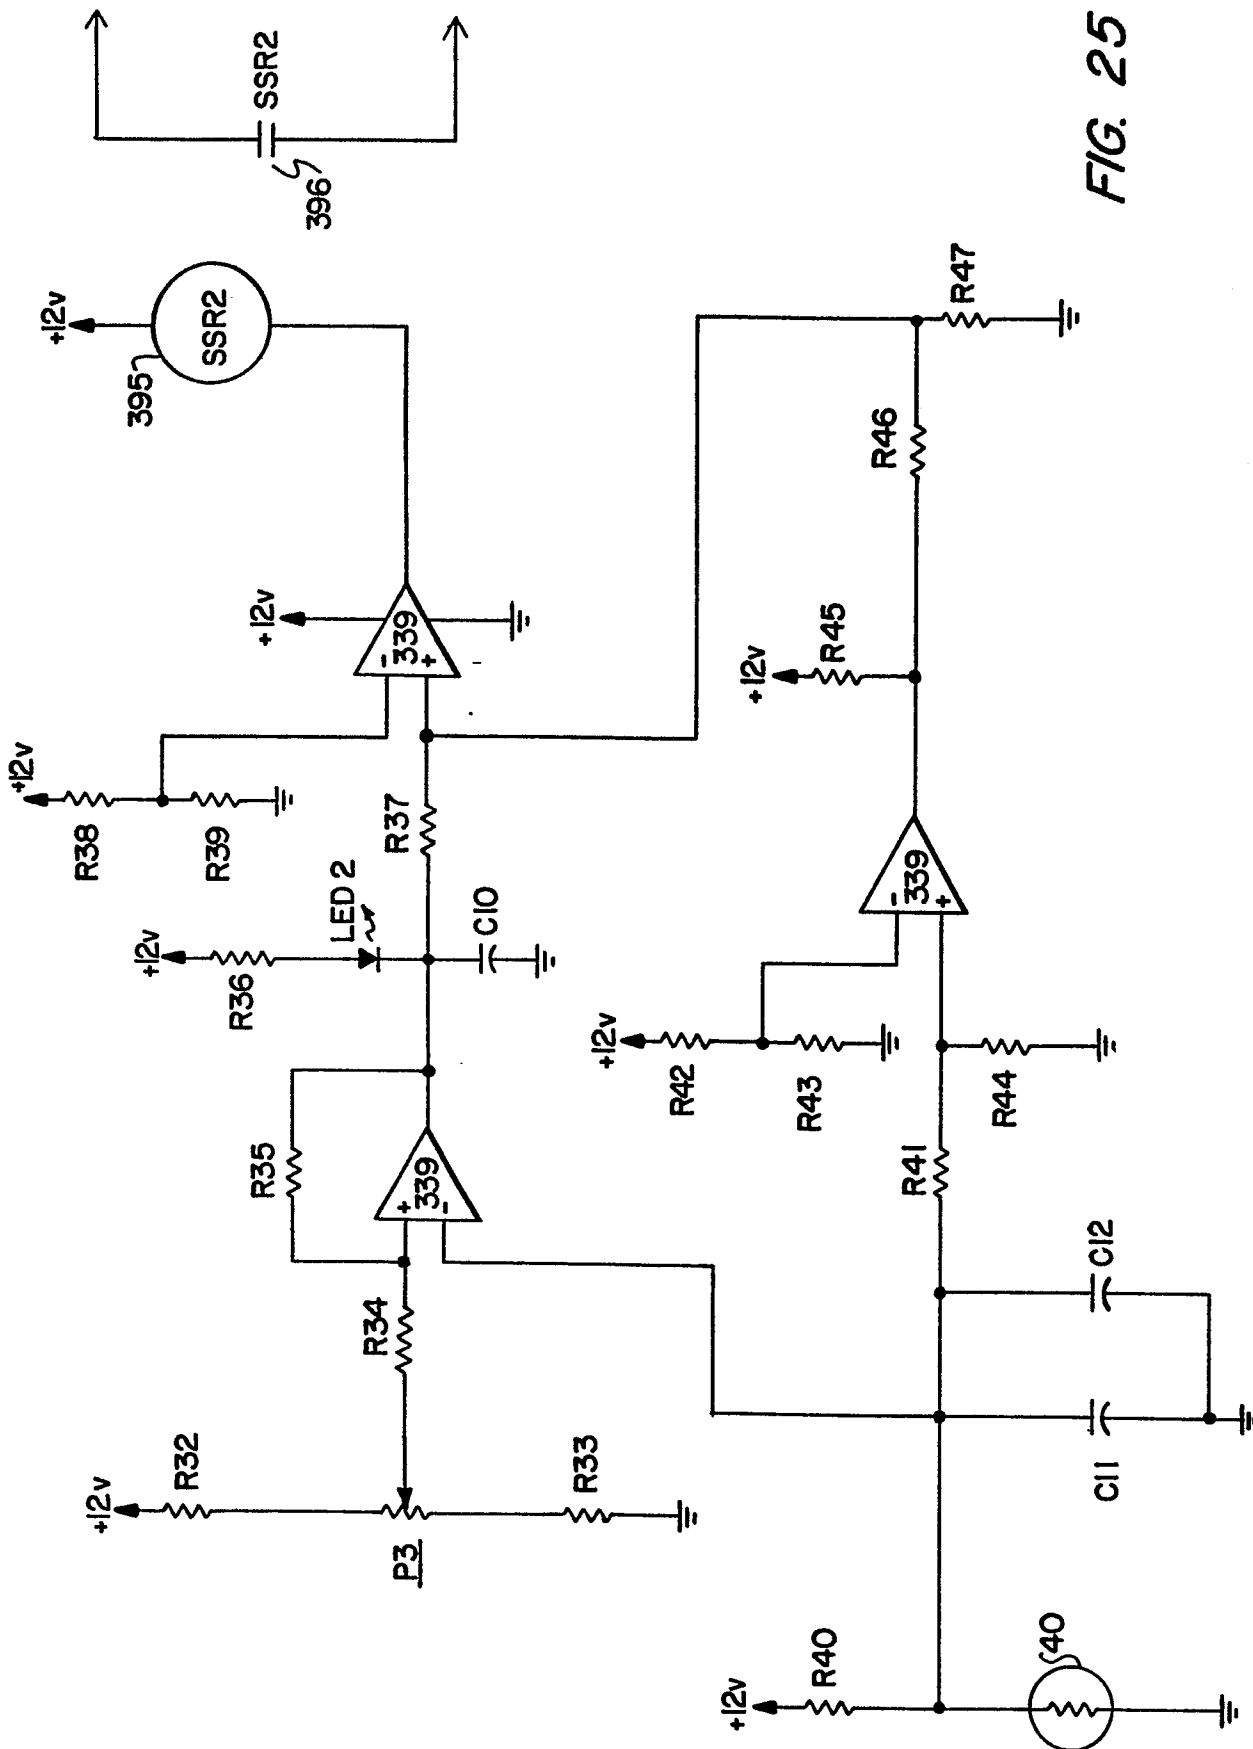 SSR2
396
+12v
395
SSR2
+12v
R38
R39
+12v
-
339
+
R37
+12v
R36
LED 2
C10
R35
+
339
-
R34
+12v
R32
P3
R33
R47
R46
+12v
R45
-
339
+
+12v
R42
R43
R44
R41
C12
C11
+12v
R40
40
FIG. 25